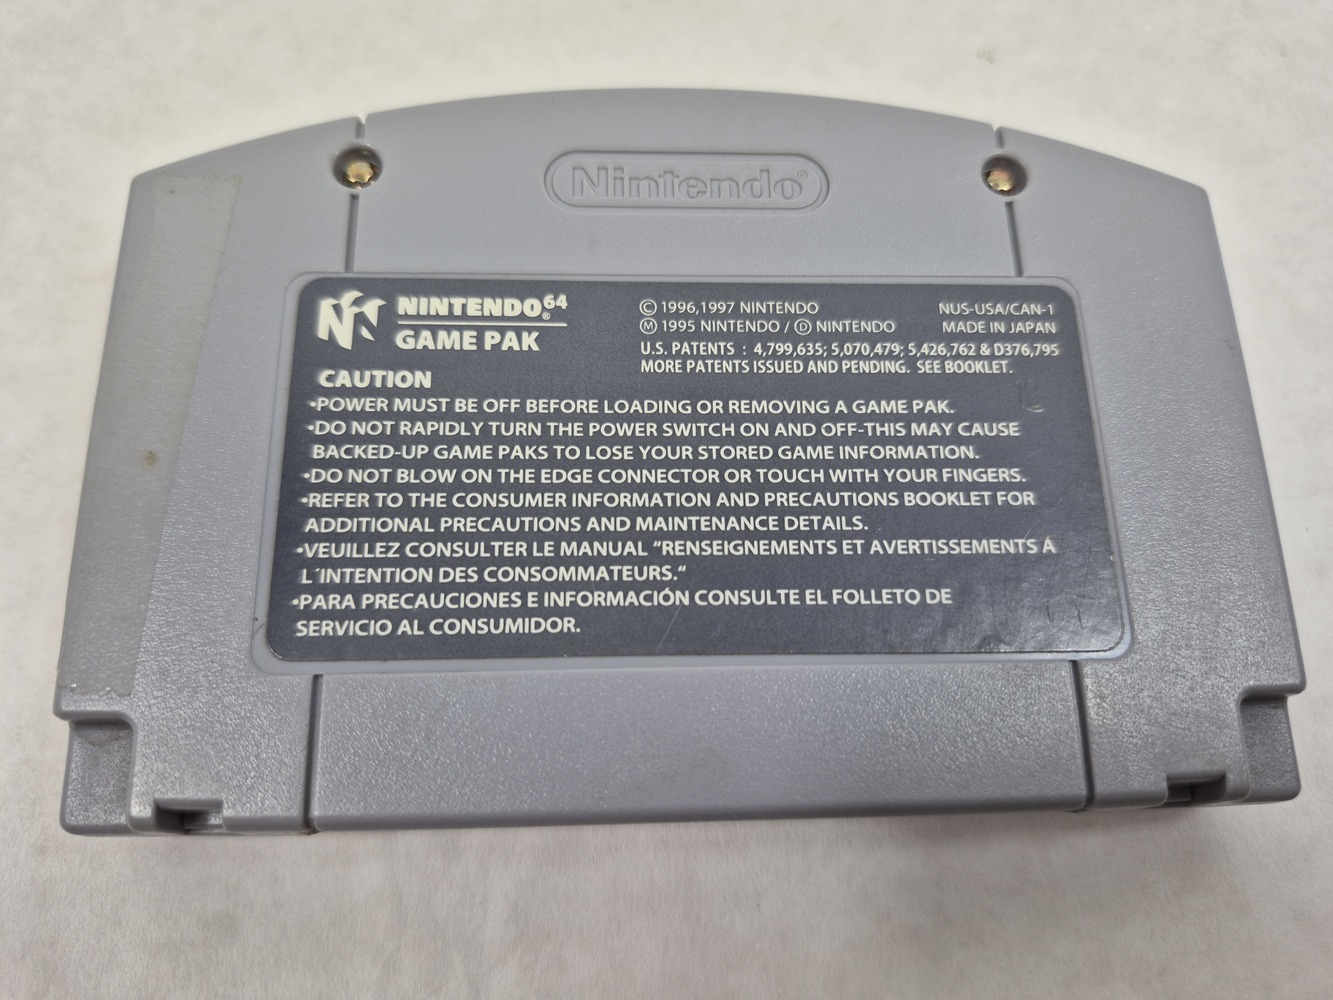 Nintendo®
NINTENDO®64
GAME PAK
© 1996,1997 NINTENDO
Ⓜ 1995 NINTENDO / Ⓓ NINTENDO
NUS-USA/CAN-1
MADE IN JAPAN
U.S. PATENTS : 4,799,635; 5,070,479; 5,426,762 & D376,795
MORE PATENTS ISSUED AND PENDING. SEE BOOKLET.
CAUTION
•POWER MUST BE OFF BEFORE LOADING OR REMOVING A GAME PAK.
•DO NOT RAPIDLY TURN THE POWER SWITCH ON AND OFF-THIS MAY CAUSE
BACKED-UP GAME PAKS TO LOSE YOUR STORED GAME INFORMATION.
•DO NOT BLOW ON THE EDGE CONNECTOR OR TOUCH WITH YOUR FINGERS.
•REFER TO THE CONSUMER INFORMATION AND PRECAUTIONS BOOKLET FOR
ADDITIONAL PRECAUTIONS AND MAINTENANCE DETAILS.
•VEUILLEZ CONSULTER LE MANUAL "RENSEIGNEMENTS ET AVERTISSEMENTS Á
L´INTENTION DES CONSOMMATEURS."
•PARA PRECAUCIONES E INFORMACIÓN CONSULTE EL FOLLETO DE
SERVICIO AL CONSUMIDOR.